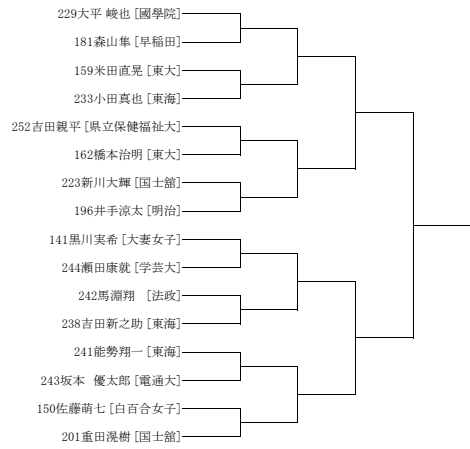 229大平 峻也 [國學院]
181森山隼 [早稲田]
159米田直晃 [東大]
233小田真也 [東海]
252吉田親平 [県立保健福祉大]
162橋本治明 [東大]
223新川大輝 [国士舘]
196井手涼太 [明治]
141黒川実希 [大妻女子]
244瀬田康就 [学芸大]
242馬淵翔　[法政]
238吉田新之助 [東海]
241能勢翔一 [東海]
243坂本　優太郎 [電通大]
150佐藤萌七 [白百合女子]
201重田滉樹 [国士舘]